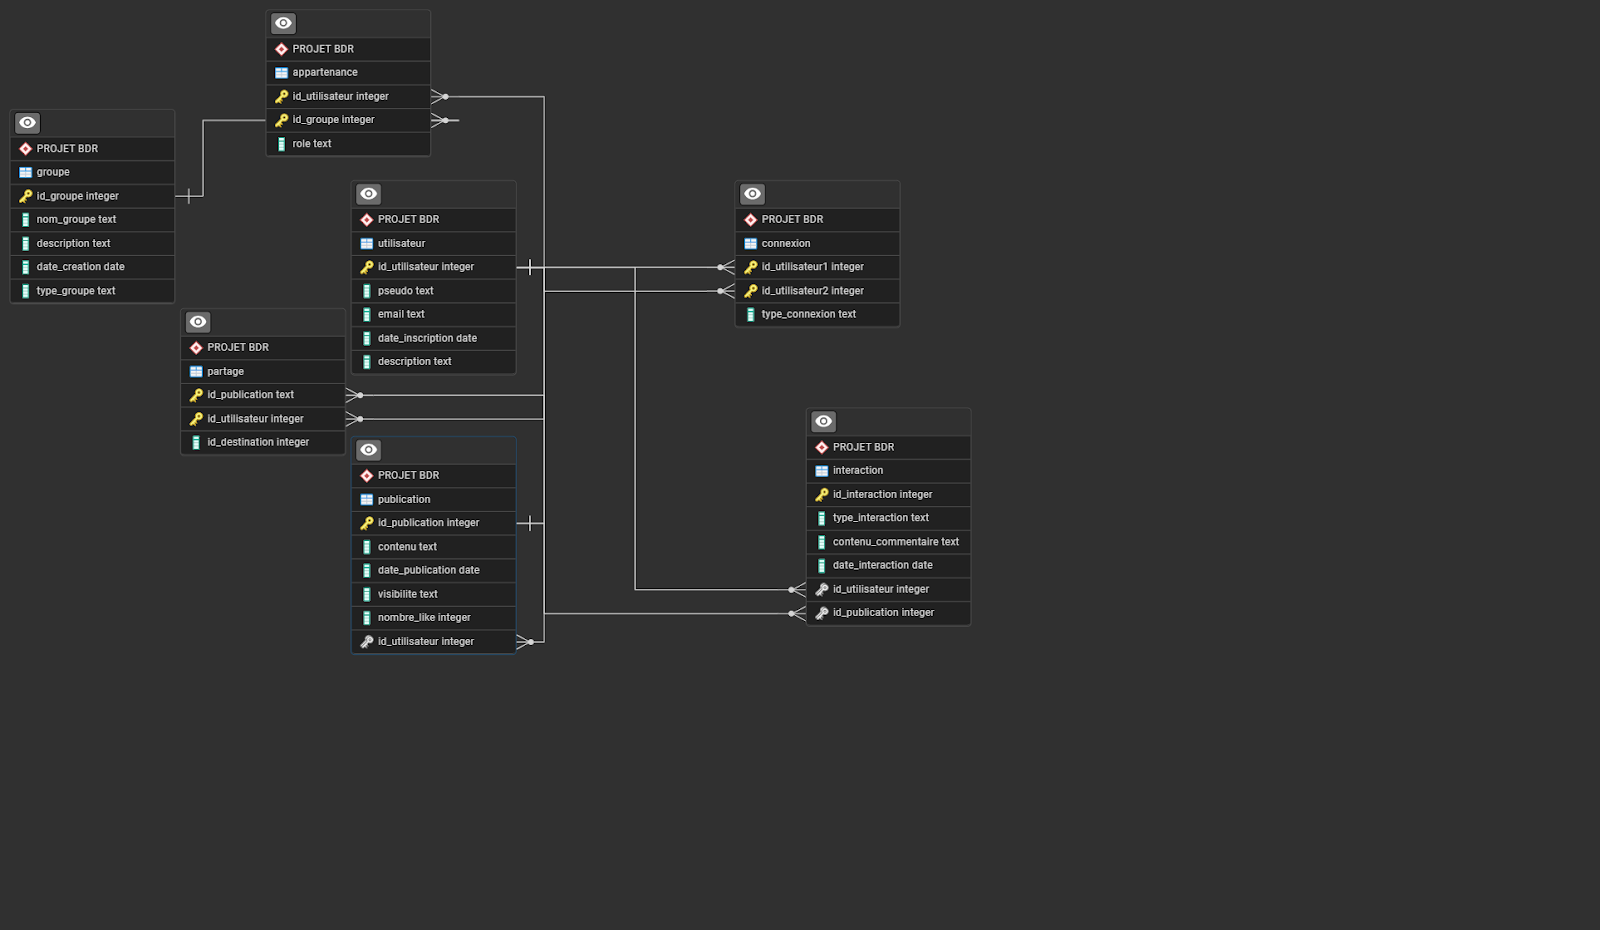 PROJET BDR
appartenance
id_utilisateur integer
id_groupe integer
role text
PROJET BDR
groupe
id_groupe integer
nom_groupe text
description text
date_creation date
type_groupe text
PROJET BDR
utilisateur
id_utilisateur integer
pseudo text
email text
date_inscription date
description text
PROJET BDR
connexion
id_utilisateur1 integer
id_utilisateur2 integer
type_connexion text
PROJET BDR
partage
id_publication text
id_utilisateur integer
id_destination integer
PROJET BDR
publication
id_publication integer
contenu text
date_publication date
visibilite text
nombre_like integer
id_utilisateur integer
PROJET BDR
interaction
id_interaction integer
type_interaction text
contenu_commentaire text
date_interaction date
id_utilisateur integer
id_publication integer